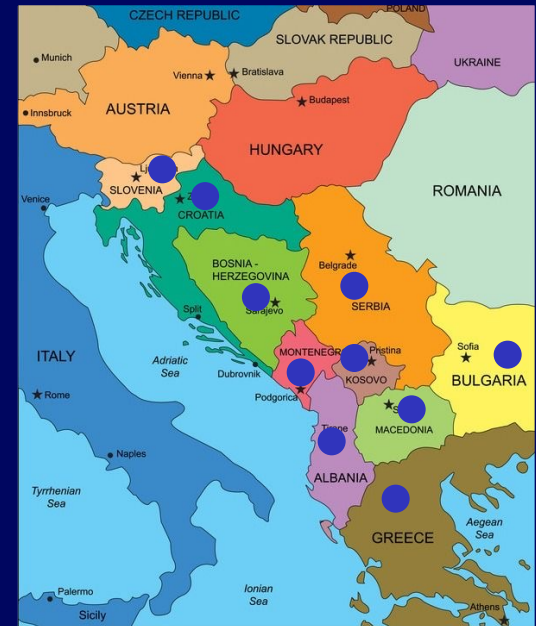 POLAND
CZECH REPUBLIC
SLOVAK REPUBLIC
Munich
UKRAINE
Vienna
Bratislava
Budapest
AUSTRIA
Innsbruck
HUNGARY
SLOVENIA
ROMANIA
Venice
CROATIA
BOSNIA -
HERZEGOVINA
Belgrade
Sarajevo
SERBIA
Split
ITALY
Adriatic
Sea
Sofia
MONTENEGR
Pristina
Dubrovnik
KOSOVO
BULGARIA
Rome
Podgorica
MACEDONIA
Tirane
Naples
ALBANIA
Tyrrhenian
Sea
GREECE
Aegean
Sea
Ionian
Sea
Palermo
Athens
Sicily